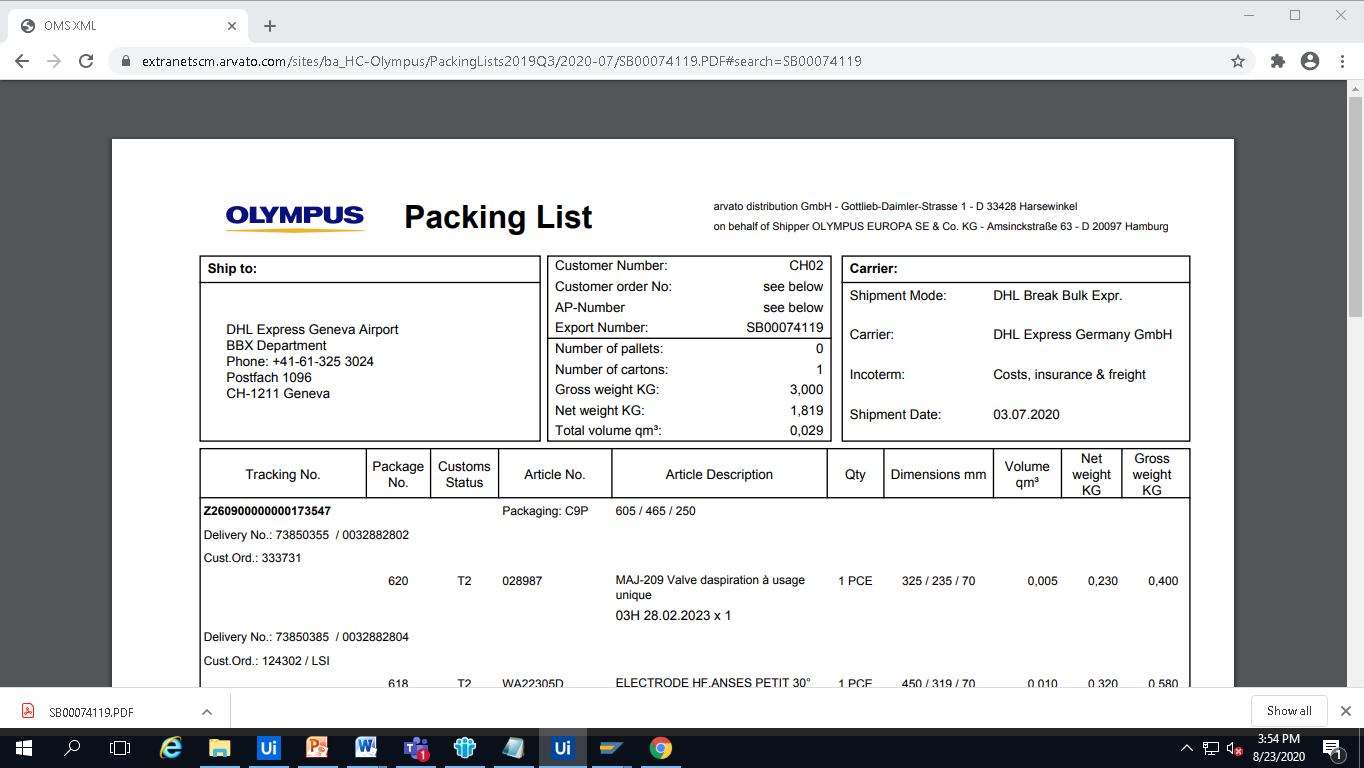 OMS XML
extranetscm.arvato.com/sites/ba_HC-Olympus/PackingLists2019Q3/2020-07/SB00074119.PDF#search=SB00074119
OLYMPUS
Packing List
arvato distribution GmbH - Gottlieb-Daimler-Strasse 1 - D 33428 Harsewinkel
on behalf of Shipper OLYMPUS EUROPA SE & Co. KG - Amsinckstraße 63 - D 20097 Hamburg
Ship to:
DHL Express Geneva Airport
BBX Department
Phone: +41-61-325 3024
Postfach 1096
CH-1211 Geneva
Customer Number: CH02
Customer order No: see below
AP-Number see below
Export Number: SB00074119
Number of pallets: 0
Number of cartons: 1
Gross weight KG: 3,000
Net weight KG: 1,819
Total volume qm³: 0,029
Carrier:
Shipment Mode: DHL Break Bulk Expr.
Carrier: DHL Express Germany GmbH
Incoterm: Costs, insurance & freight
Shipment Date: 03.07.2020
Tracking No. Package No. Customs Status Article No. Article Description Qty Dimensions mm Volume qm³ Net weight KG Gross weight KG
Z260900000000173547 Packaging: C9P 605 / 465 / 250
Delivery No.: 73850355 / 0032882802
Cust.Ord.: 333731
620 T2 028987 MAJ-209 Valve daspiration à usage 1 PCE 325 / 235 / 70 0,005 0,230 0,400
unique
03H 28.02.2023 x 1
Delivery No.: 73850385 / 0032882804
Cust.Ord.: 124302 / LSI
618 T2 WA22305D ELECTRODE HF,ANSES PETIT 30° 1 PCE 450 / 319 / 70 0,010 0,320 0,580
SB00074119.PDF
Show all
3:54 PM
8/23/2020